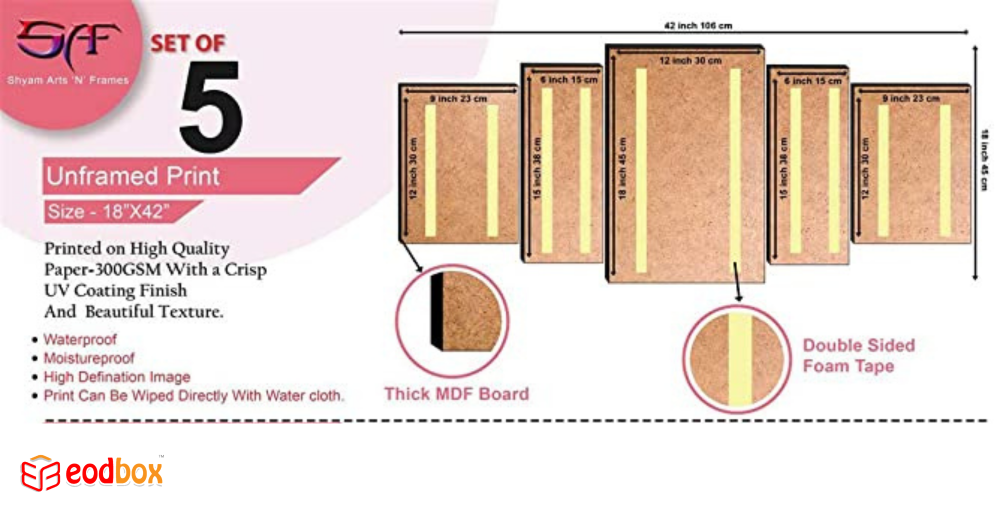 SAF
Shyam Arts 'N' Frames
SET OF
5
Unframed Print
Size - 18”X42”
Printed on High Quality
Paper-300GSM With a Crisp
UV Coating Finish
And Beautiful Texture.
• Waterproof
• Moistureproof
• High Defination Image
• Print Can Be Wiped Directly With Water cloth.
42 inch 106 cm
9 inch 23 cm
12 inch 30 cm
6 inch 15 cm
15 inch 38 cm
12 inch 30 cm
18 inch 45 cm
6 inch 15 cm
15 inch 38 cm
9 inch 23 cm
12 inch 30 cm
18 inch 45 cm
Thick MDF Board
Double Sided
Foam Tape
eodbox
TM